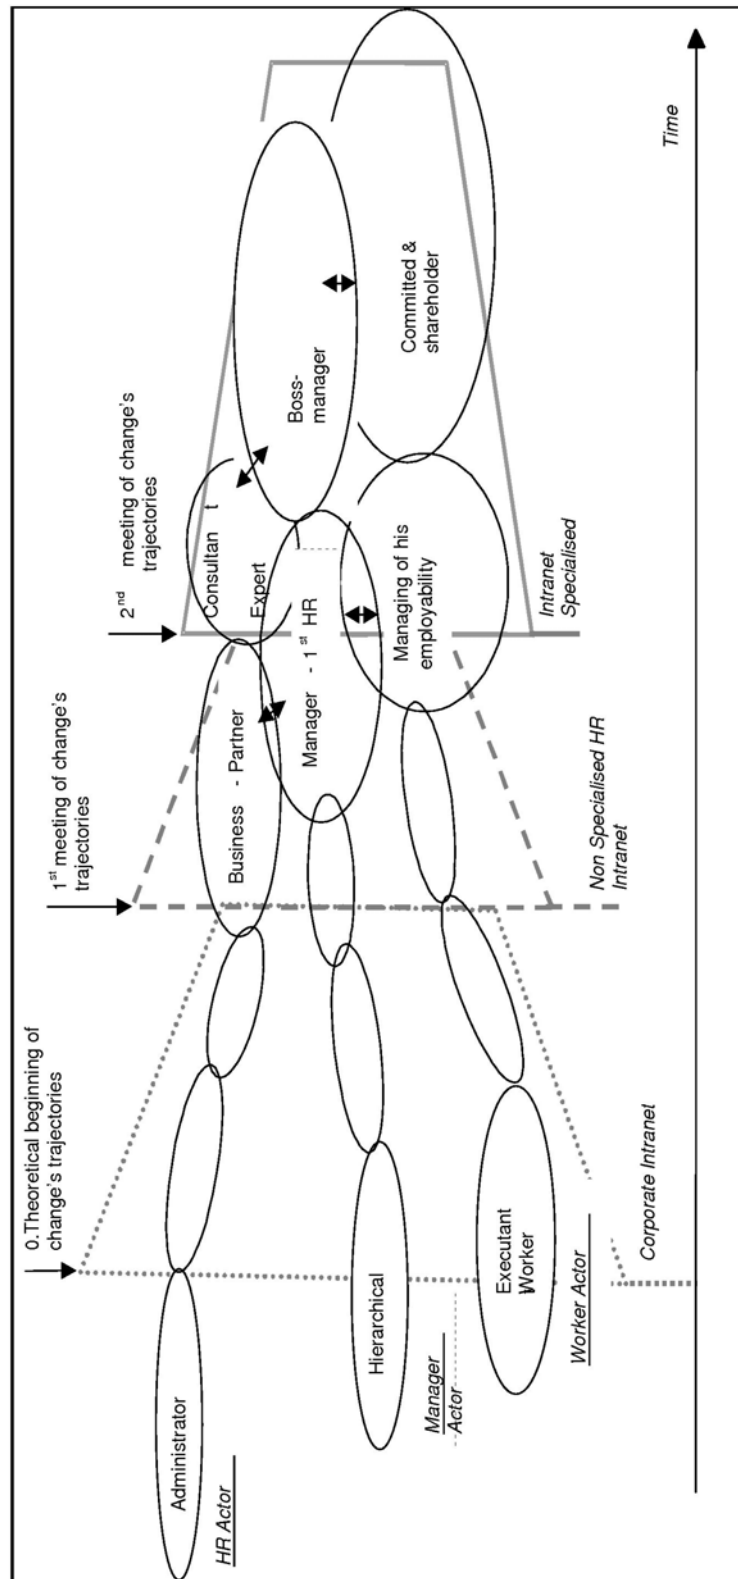 0.Theoretical beginning of
change's trajectories
1st meeting of change's
trajectories
2nd meeting of change's
trajectories
Administrator
HR Actor
Business - Partner
Consultan t
Expert
Hierarchical
Manager
Actor
Manager - 1st HR
Boss-
manager
Executant
Worker
Worker Actor
Managing of his
employability
Committed &
shareholder
Corporate Intranet
Non Specialised HR
Intranet
Intranet
Specialised
Time